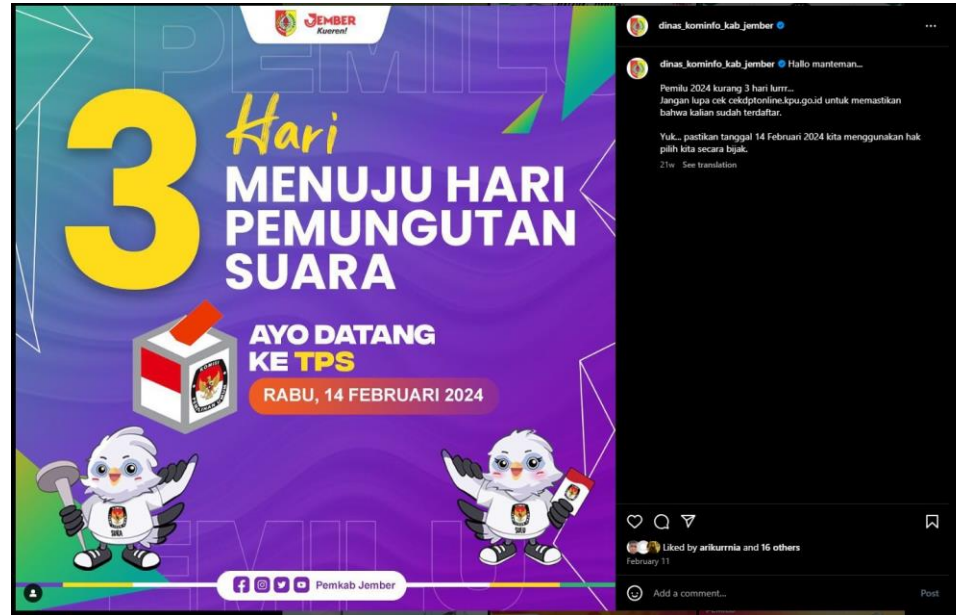 JEMBER
Kueren!
PEMILU
3
Hari
MENUJU HARI
PEMUNGUTAN
SUARA
AYO DATANG
KE TPS
RABU, 14 FEBRUARI 2024
KOMISI
PEMILU
Pemkab Jember
dinas_kominfo_kab_jember
dinas_kominfo_kab_jember Hallo manteman...
Pemilu 2024 kurang 3 hari lurrr...
Jangan lupa cek cekdptonline.kpu.go.id untuk memastikan
bahwa kalian sudah terdaftar.
Yuk... pastikan tanggal 14 Februari 2024 kita menggunakan hak
pilih kita secara bijak.
21w See translation
Liked by arikurrnia and 16 others
February 11
Add a comment... Post